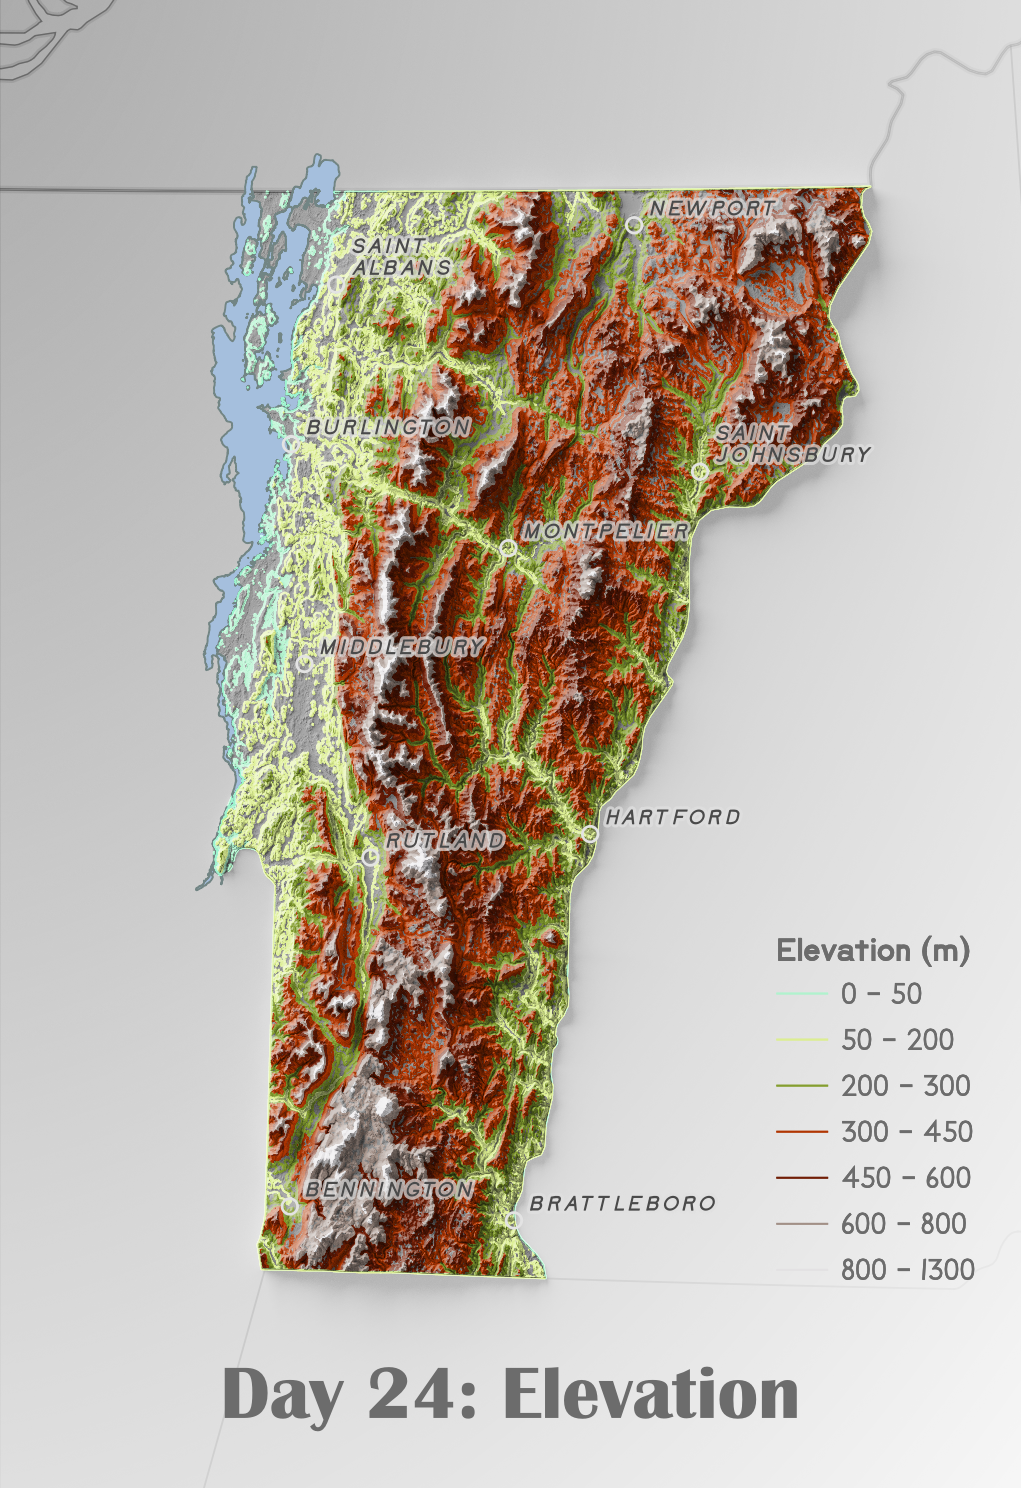 NEWPORT
SAINT
ALBANS
BURLINGTON
SAINT
JOHNSBURY
MONTPELIER
MIDDLEBURY
HARTFORD
RUTLAND
Elevation (m)
0 - 50
50 - 200
200 - 300
300 - 450
450 - 600
600 - 800
800 - 1300
BENNINGTON
BRATTLEBORO
Day 24: Elevation